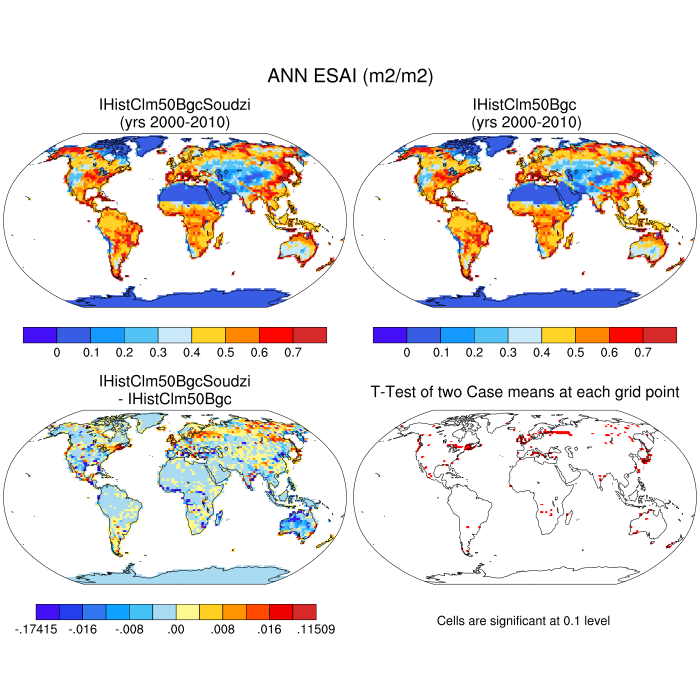 ANN ESAI (m2/m2)
IHistClm50BgcSoudzi
(yrs 2000-2010)
IHistClm50Bgc
(yrs 2000-2010)
0 0.1 0.2 0.3 0.4 0.5 0.6 0.7
0 0.1 0.2 0.3 0.4 0.5 0.6 0.7
IHistClm50BgcSoudzi
- IHistClm50Bgc
T-Test of two Case means at each grid point
-.17415 -.016 -.008 .00 .008 .016 .11509
Cells are significant at 0.1 level